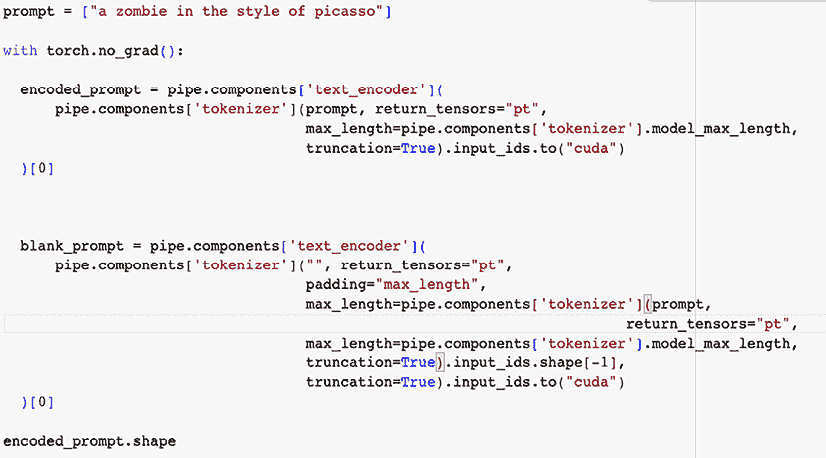 prompt = ["a zombie in the style of picasso"]
with torch.no_grad():
encoded_prompt = pipe.components['text_encoder'](
pipe.components['tokenizer'](prompt, return_tensors="pt",
max_length=pipe.components['tokenizer'].model_max_length,
truncation=True).input_ids.to("cuda")
)[0]
blank_prompt = pipe.components['text_encoder'](
pipe.components['tokenizer']("", return_tensors="pt",
padding="max_length",
max_length=pipe.components['tokenizer'](prompt,
return_tensors="pt",
max_length=pipe.components['tokenizer'].model_max_length,
truncation=True).input_ids.shape[-1],
truncation=True).input_ids.to("cuda")
)[0]
encoded_prompt.shape